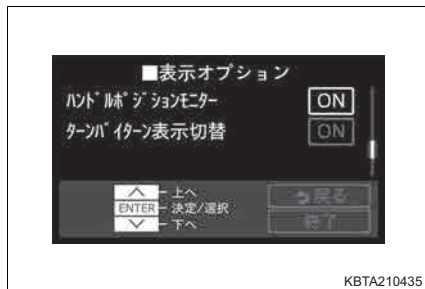 ■表示オプション
ﾊﾝﾄﾞﾙﾎﾟｼﾞｼｮﾝﾓﾆﾀｰ ON
ﾀｰﾝﾊﾞｲﾀｰﾝ表示切替 ON
へ 上へ
ENTER 決定/選択
下へ
戻る
終了
KBTA210435